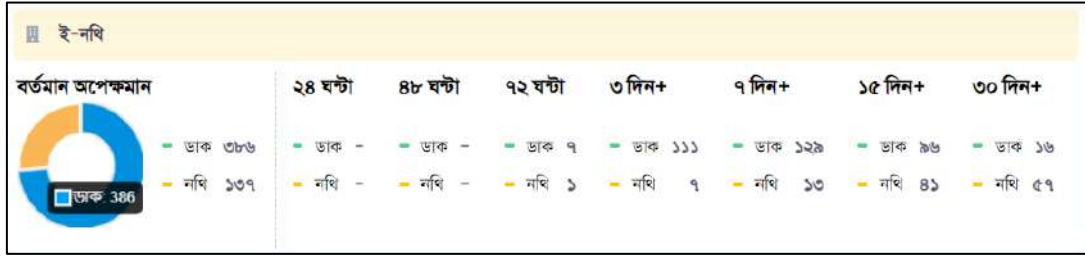 ই-নথি
বর্তমান অপেক্ষমান ২৪ ঘন্টা ৪৮ ঘন্টা ৭২ ঘন্টা ৩ দিন+ ৭ দিন+ ১৫ দিন+ ৩০ দিন+
ডাক ৩৮৬ ডাক - ডাক - ডাক ৭ ডাক ১১১ ডাক ১২৯ ডাক ৯৬ ডাক ১৬
নথি ১৩৭ নথি - নথি - নথি ১ নথি ৭ নথি ১৩ নথি ৪১ নথি ৫৭
ডাক: 386